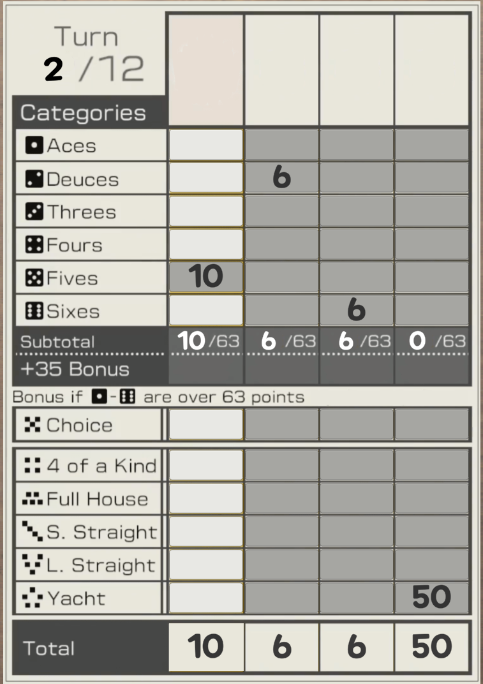 Turn
2 /12
Categories
Aces
Deuces 6
Threes
Fours
Fives 10
Sixes 6
Subtotal 10 /63 6 /63 6 /63 0 /63
+35 Bonus
Bonus if ⚀-⚅ are over 63 points
Choice
4 of a Kind
Full House
S. Straight
L. Straight
Yacht 50
Total 10 6 6 50